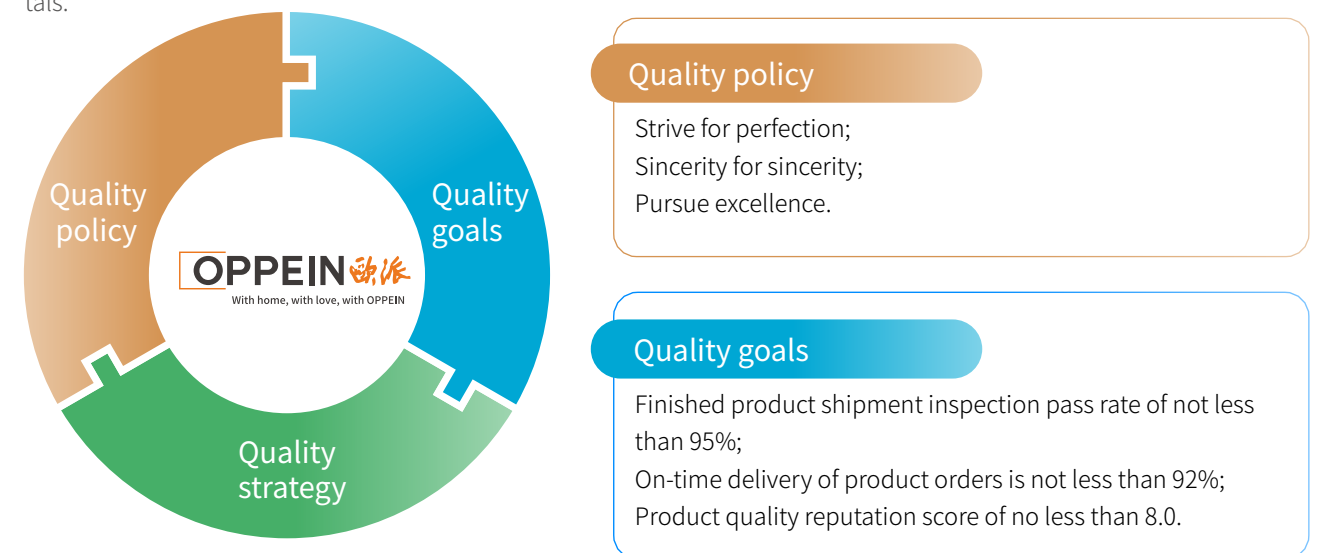 tals.
Quality
policy
Quality
goals
OPPEIN欧派
With home, with love, with OPPEIN
Quality
strategy
Quality policy
Strive for perfection;
Sincerity for sincerity;
Pursue excellence.
Quality goals
Finished product shipment inspection pass rate of not less
than 95%;
On-time delivery of product orders is not less than 92%;
Product quality reputation score of no less than 8.0.